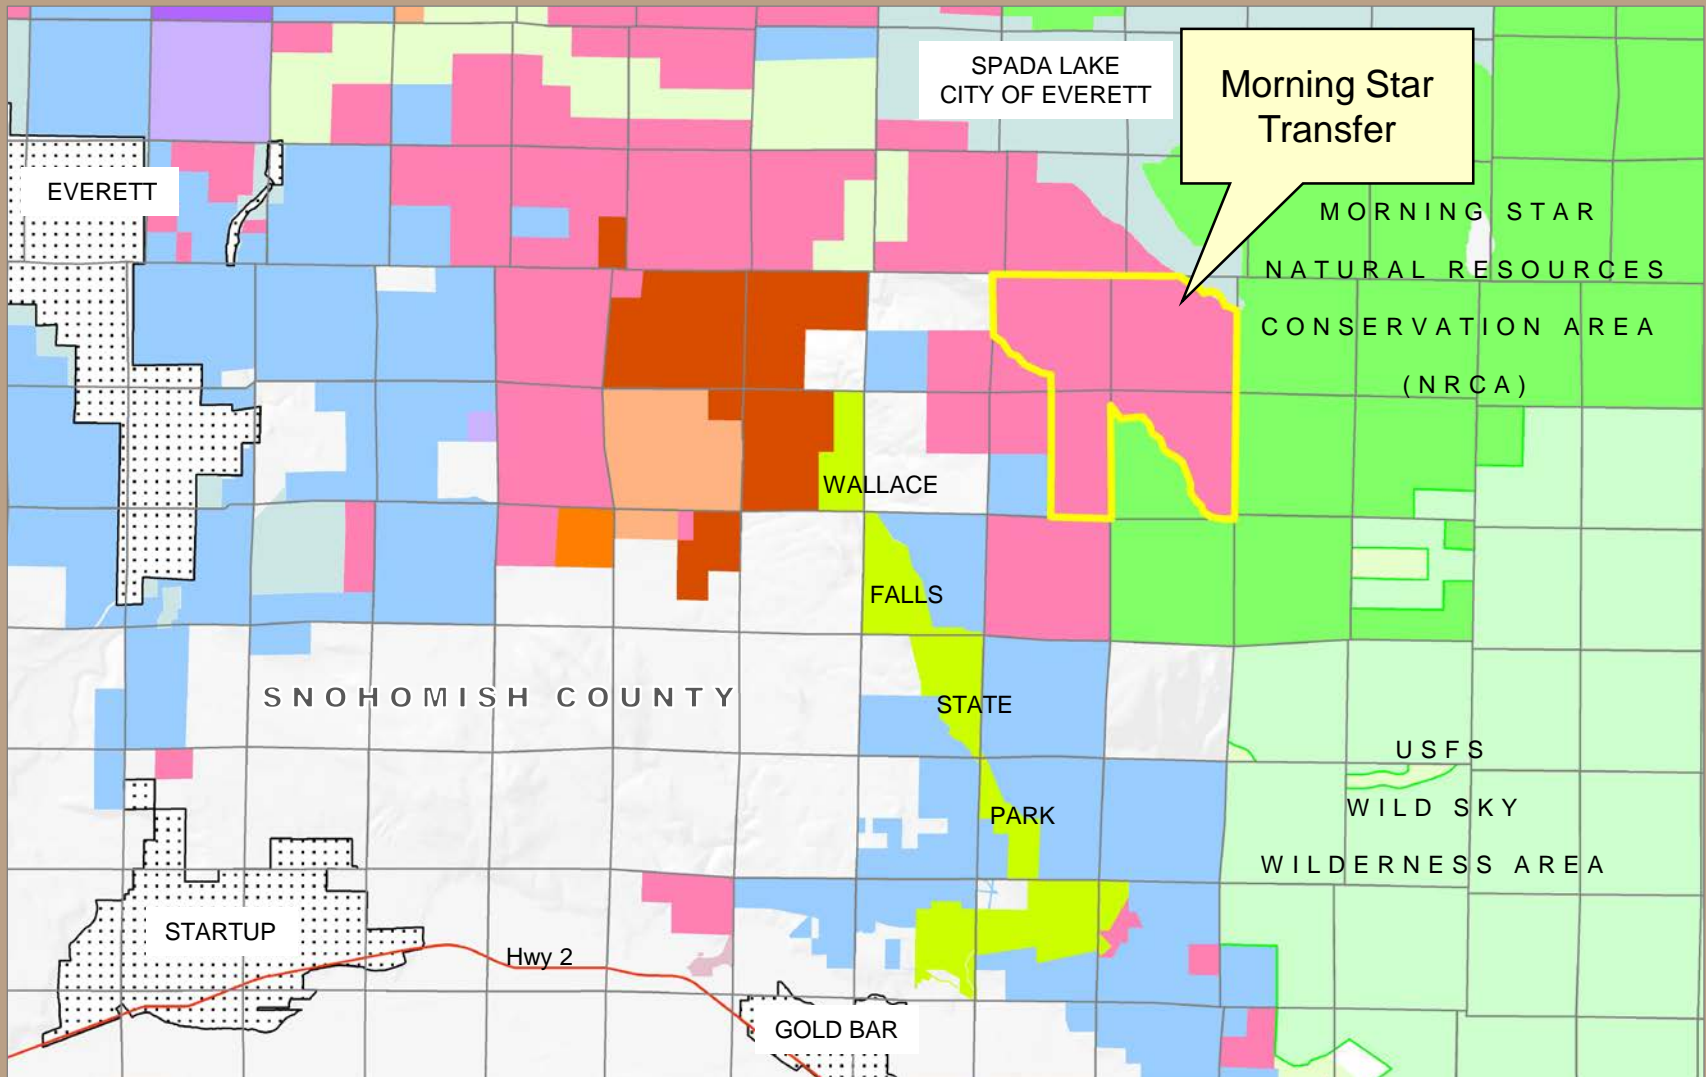 SPADA LAKE
CITY OF EVERETT
Morning Star
Transfer
EVERETT
MORNING STAR
NATURAL RESOURCES
CONSERVATION AREA
(NRCA)
WALLACE
FALLS
STATE
PARK
SNOHOMISH COUNTY
USFS
WILD SKY
WILDERNESS AREA
STARTUP
Hwy 2
GOLD BAR